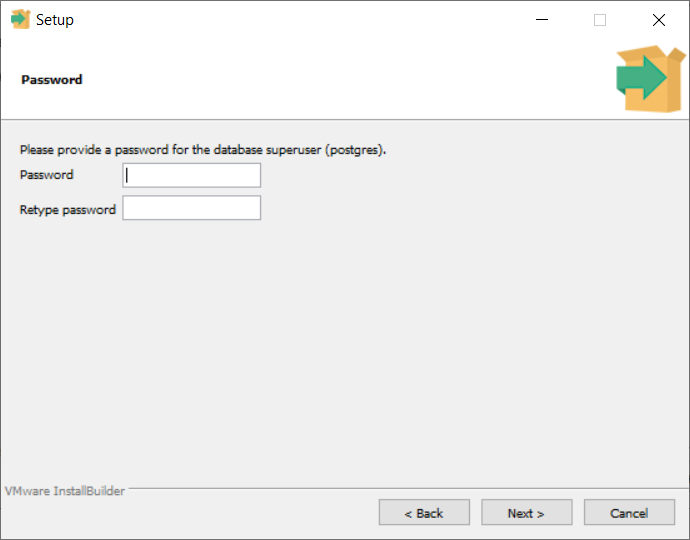 Setup
Password
Please provide a password for the database superuser (postgres).
Password
Retype password
VMware InstallBuilder
< Back
Next >
Cancel